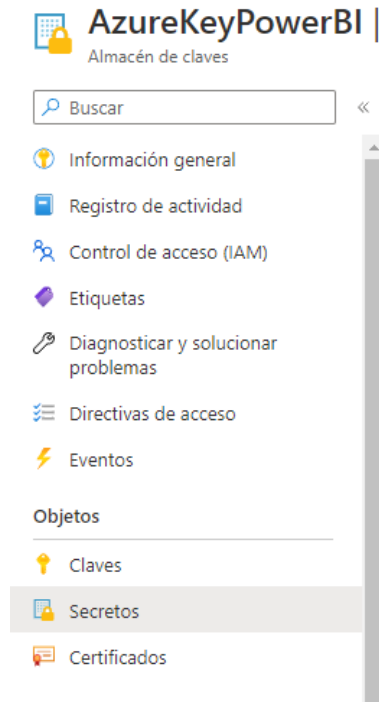 AzureKeyPowerBI |
Almacén de claves
Buscar
Información general
Registro de actividad
Control de acceso (IAM)
Etiquetas
Diagnosticar y solucionar
problemas
Directivas de acceso
Eventos
Objetos
Claves
Secretos
Certificados